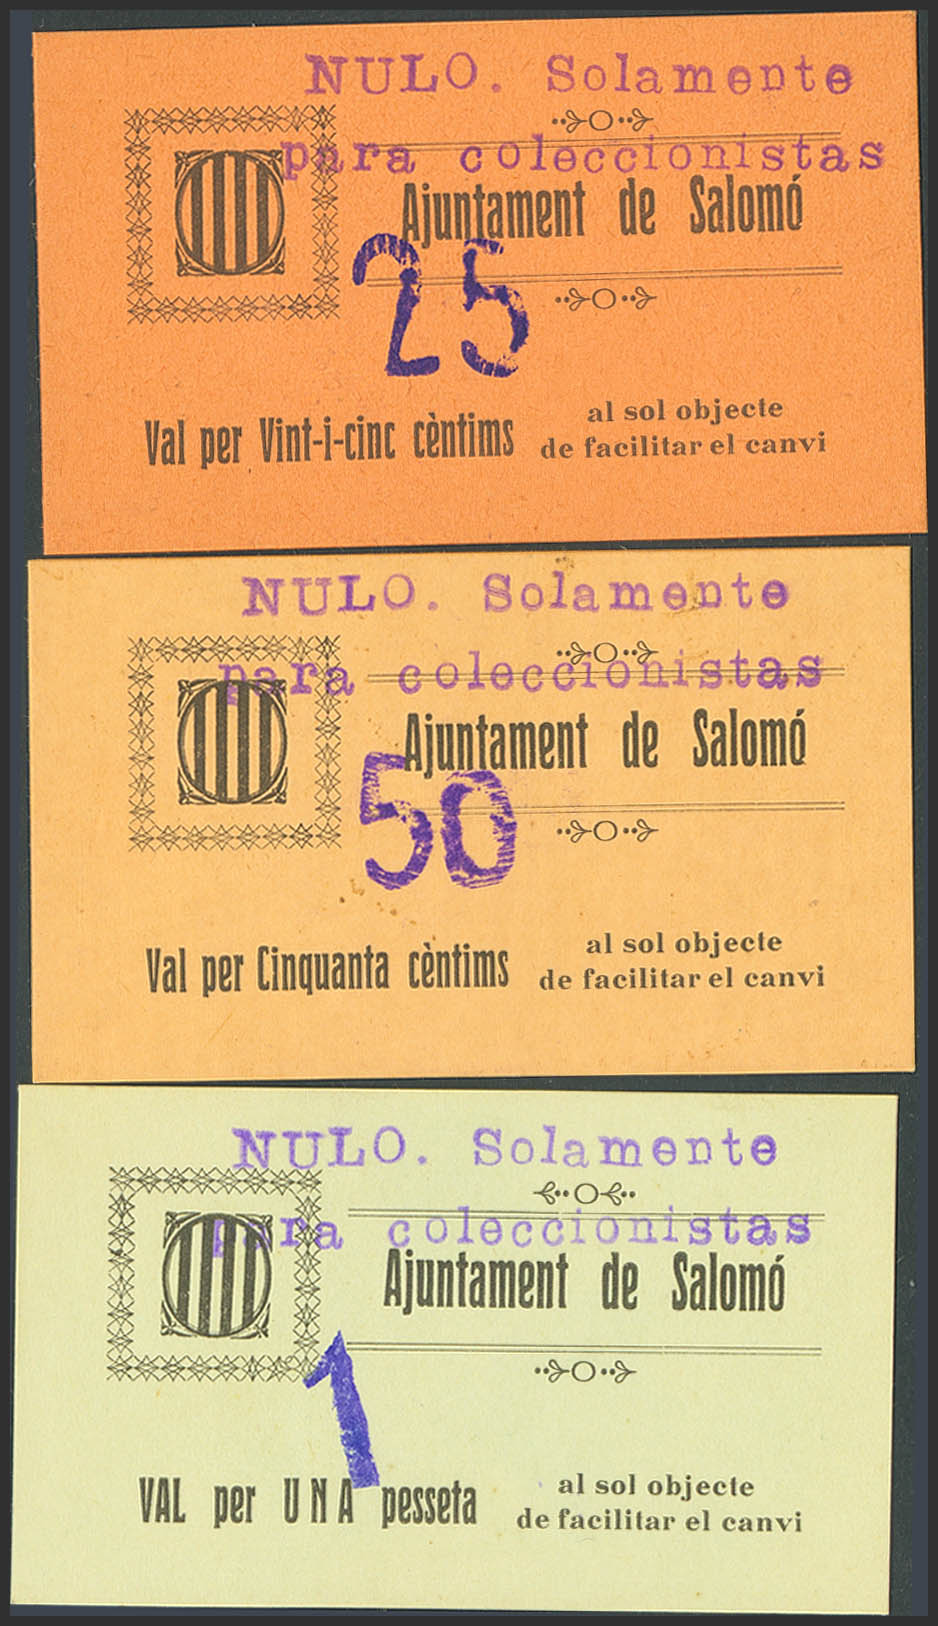 NULO. Solamente
para coleccionistas
Ajuntament de Salomó
25
Val per Vint-i-cinc cèntims
al sol objecte
de facilitar el canvi
NULO. Solamente
para coleccionistas
Ajuntament de Salomó
50
Val per Cinquanta cèntims
al sol objecte
de facilitar el canvi
NULO. Solamente
para coleccionistas
Ajuntament de Salomó
1
VAL per UNA pesseta
al sol objecte
de facilitar el canvi